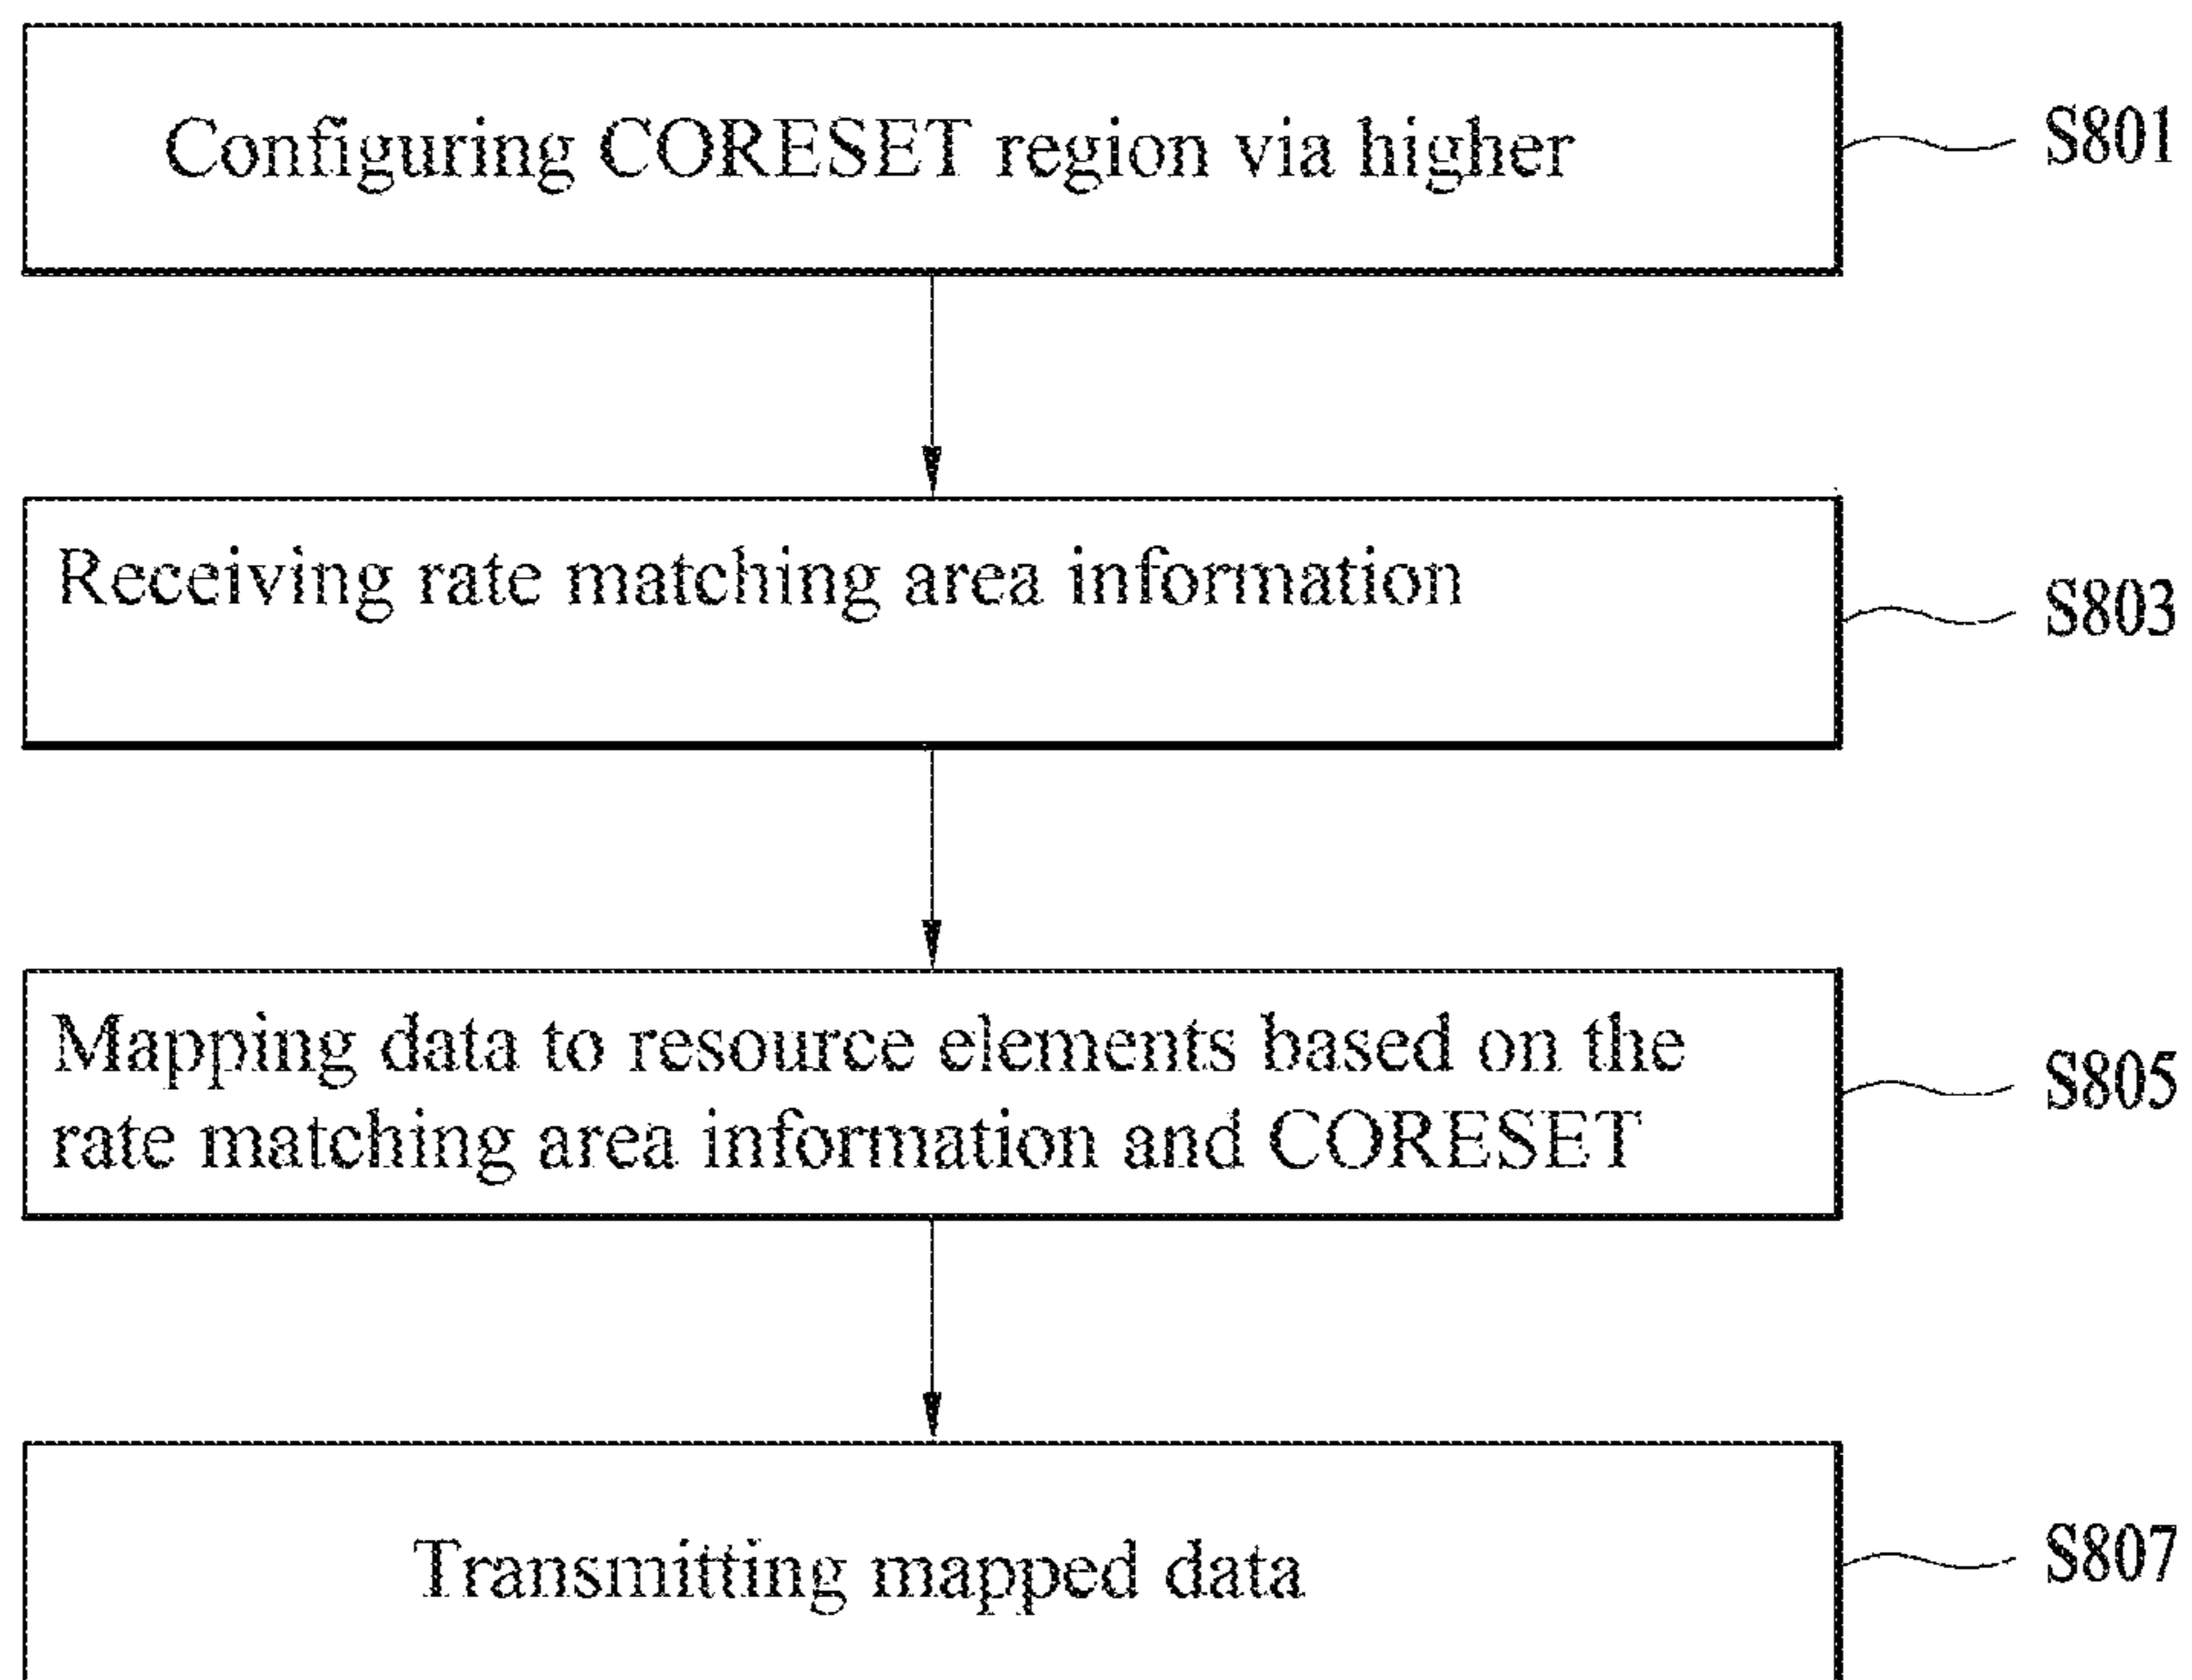 Configuring CORESET region via higher
S801
Receiving rate matching area information
S803
Mapping data to resource elements based on the
rate matching area information and CORESET
S805
Transmitting mapped data
S807